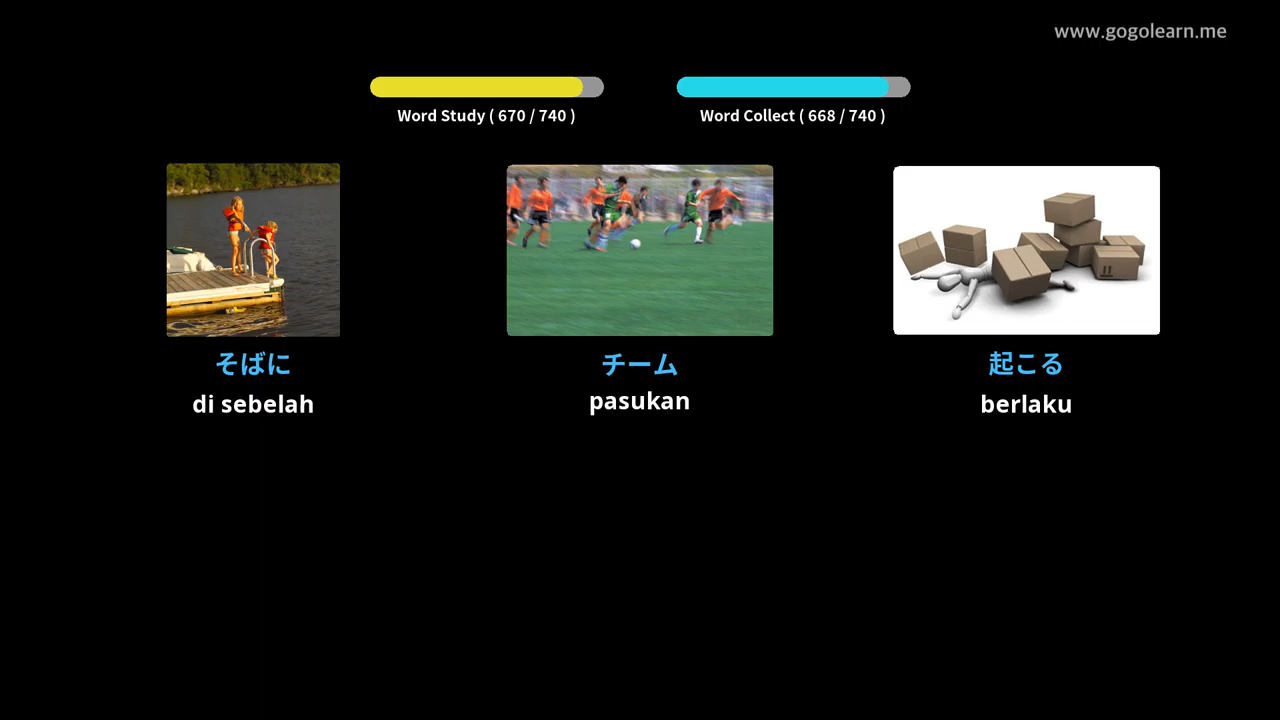 www.gogolearn.me
Word Study ( 670 / 740 )
Word Collect ( 668 / 740 )
そばに
di sebelah
チーム
pasukan
起こる
berlaku